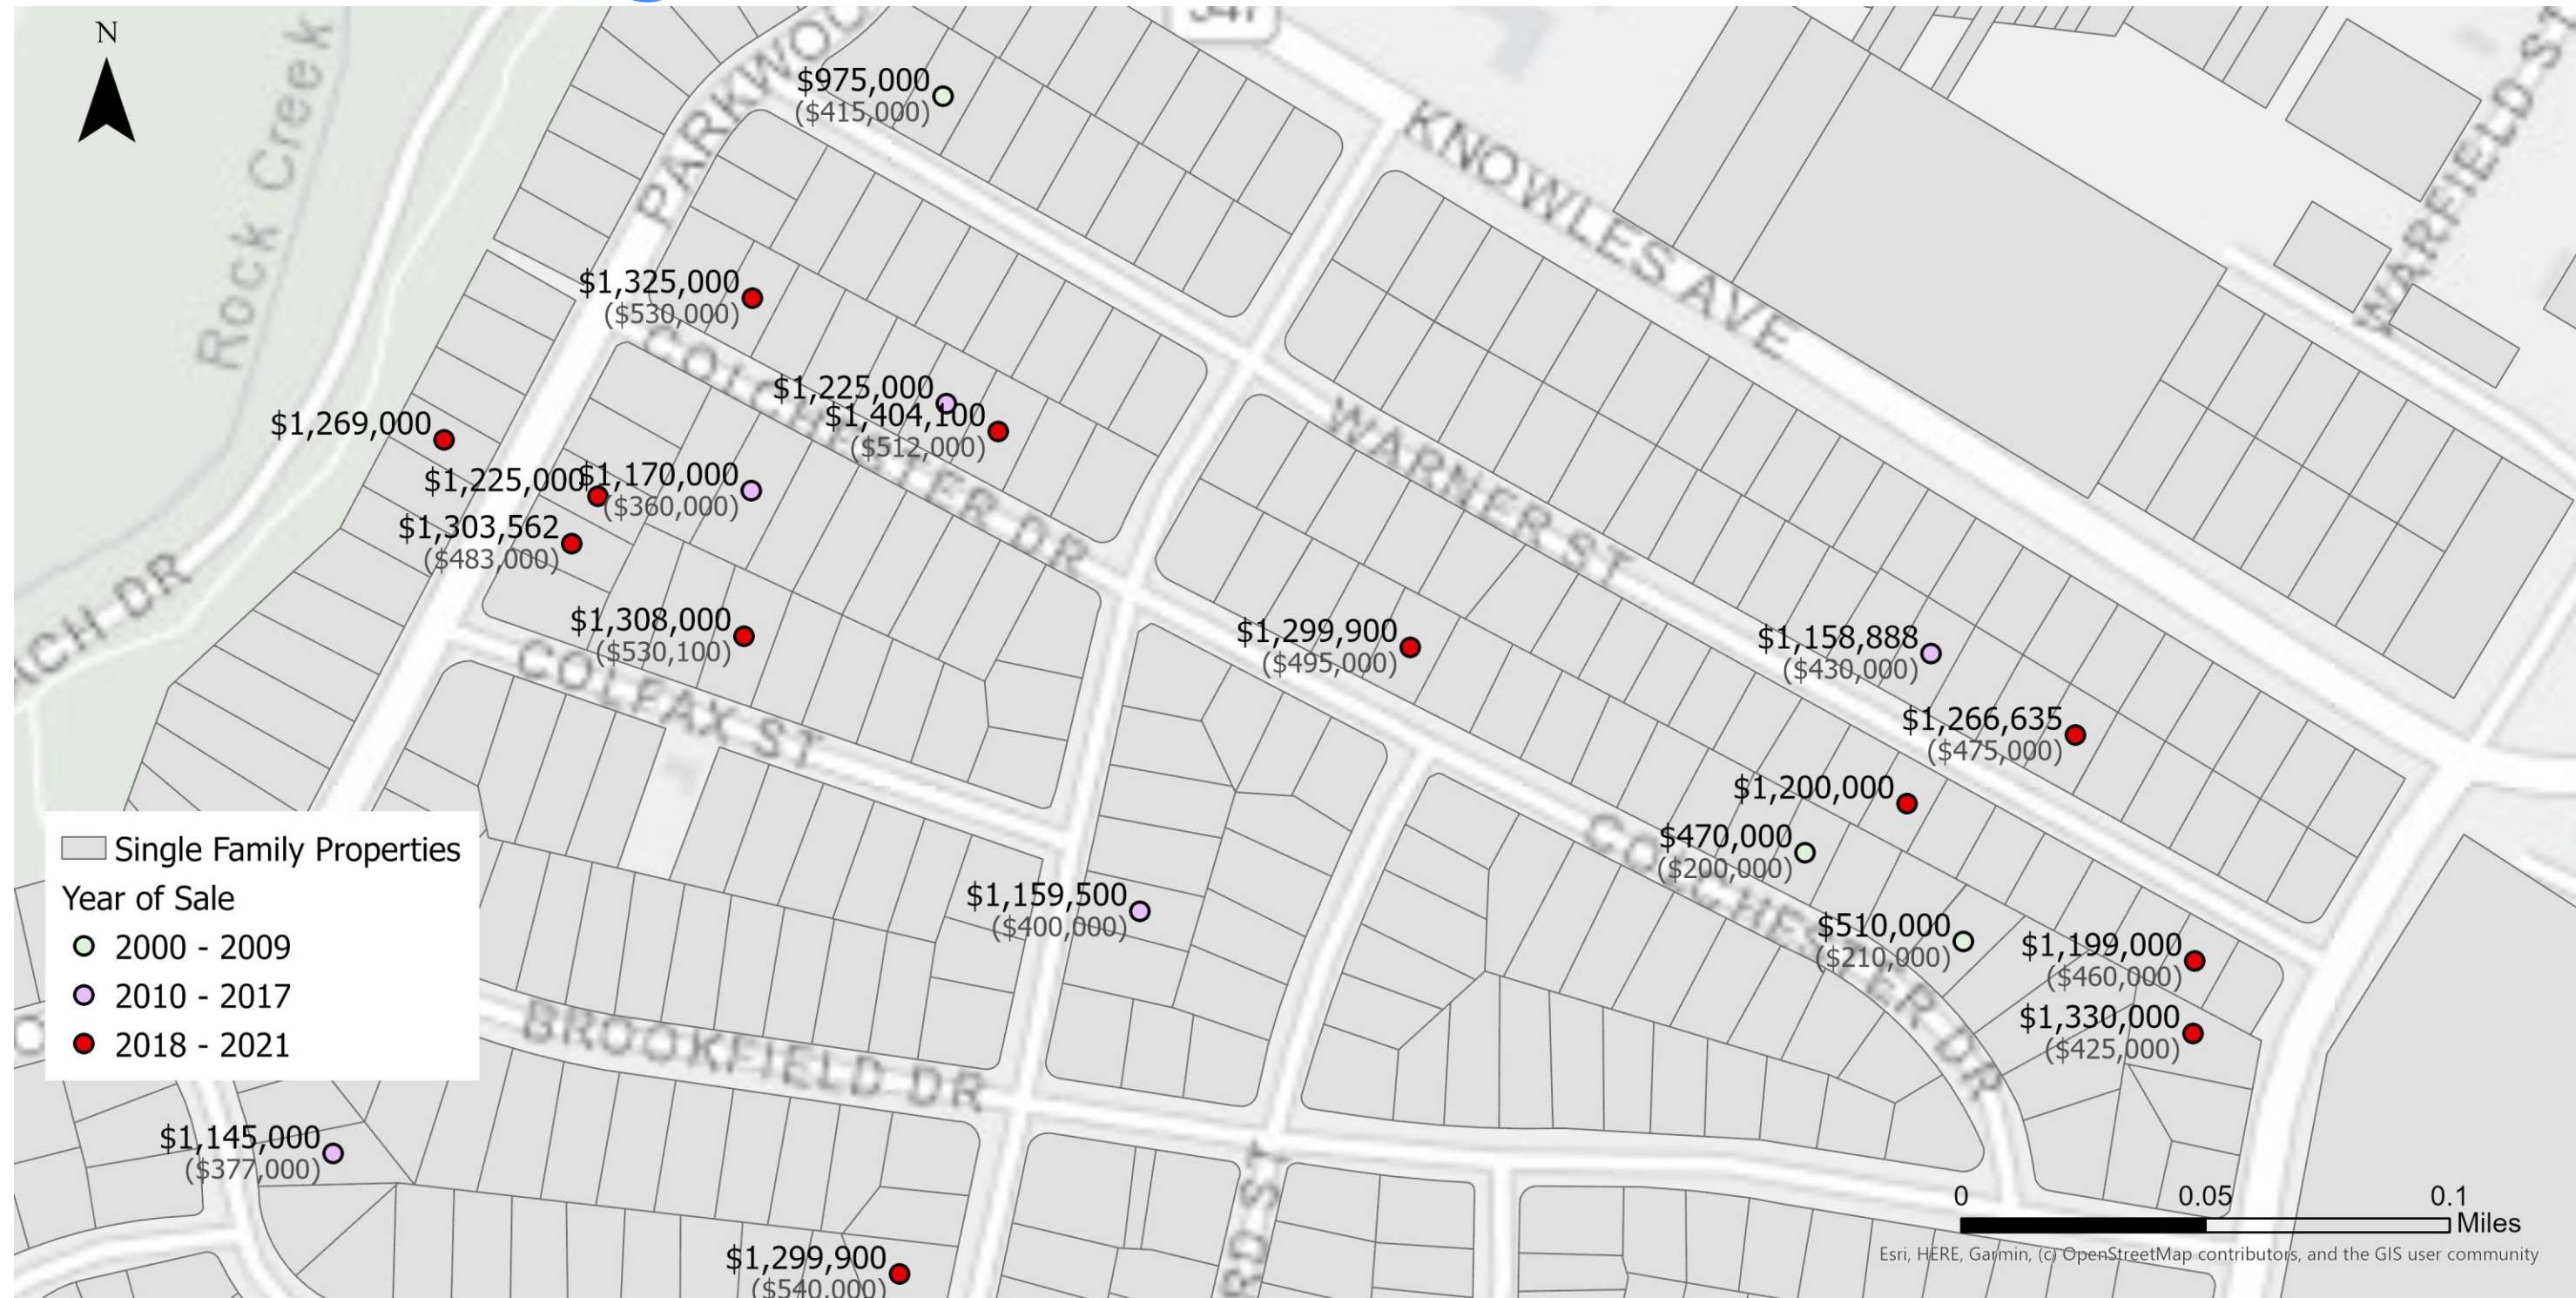 N
Rock Creek
PARKWOO
541
KNOWLES AVE
WARFIELD ST
$975,000
($415,000)
$1,325,000
($530,000)
COLCHESTER DR
$1,225,000
$1,404,100
($512,000)
$1,269,000
$1,225,000
$1,170,000
($360,000)
$1,303,562
($483,000)
WARNER ST
ACH DR
$1,308,000
($530,100)
COLFAX ST
$1,299,900
($495,000)
$1,158,888
($430,000)
$1,266,635
($475,000)
$1,200,000
$470,000
($200,000)
COLCHESTER DR
$1,159,500
($400,000)
$510,000
($210,000)
$1,199,000
($460,000)
$1,330,000
($425,000)
Single Family Properties
Year of Sale
2000 - 2009
2010 - 2017
2018 - 2021
BROOKFIELD DR
$1,145,000
($377,000)
RD ST
$1,299,900
($540,000)
0 0.05 0.1
Miles
Esri, HERE, Garmin, (c) OpenStreetMap contributors, and the GIS user community